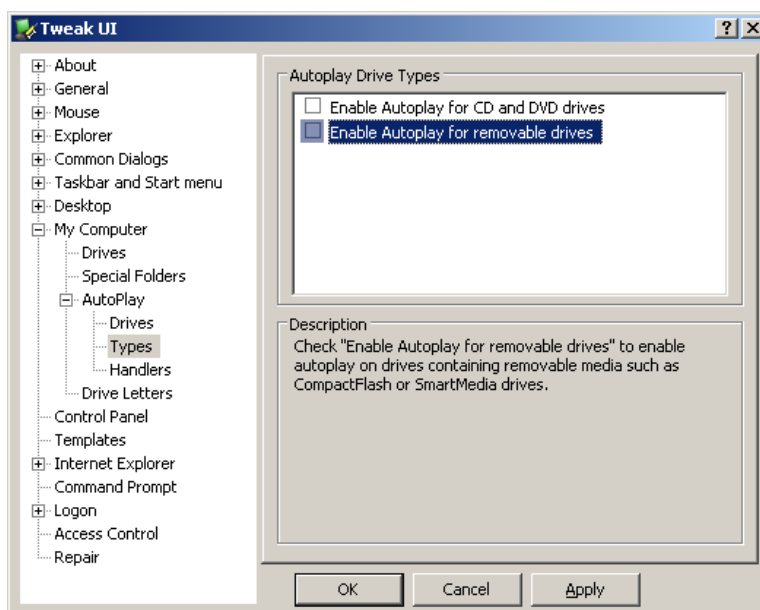 Tweak UI
About
General
Mouse
Explorer
Common Dialogs
Taskbar and Start menu
Desktop
My Computer
Drives
Special Folders
AutoPlay
Drives
Types
Handlers
Drive Letters
Control Panel
Templates
Internet Explorer
Command Prompt
Logon
Access Control
Repair
Autoplay Drive Types
Enable Autoplay for CD and DVD drives
Enable Autoplay for removable drives
Description
Check "Enable Autoplay for removable drives" to enable
autoplay on drives containing removable media such as
CompactFlash or SmartMedia drives.
OK Cancel Apply